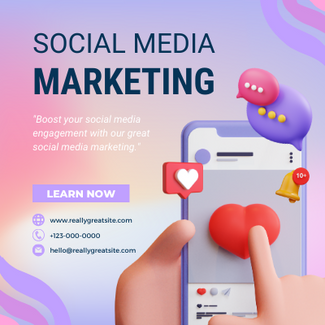 SOCIAL MEDIA
MARKETING
"Boost your social media
engagement with our great
social media marketing."
LEARN NOW
www.reallygreatsite.com
+123-000-0000
hello@reallygreatsite.com
10+